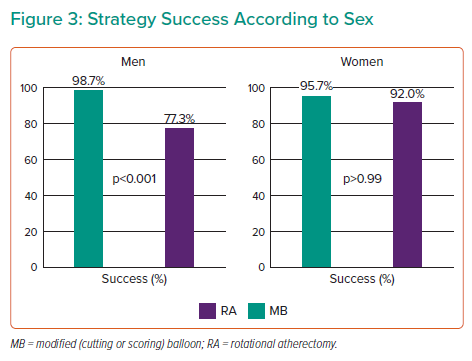 Figure 3: Strategy Success According to Sex
Men
100
80
60
40
20
0
98.7%
77.3%
p<0.001
Success (%)
Women
100
80
60
40
20
0
95.7%
92.0%
p>0.99
Success (%)
RA MB
MB = modified (cutting or scoring) balloon; RA = rotational atherectomy.